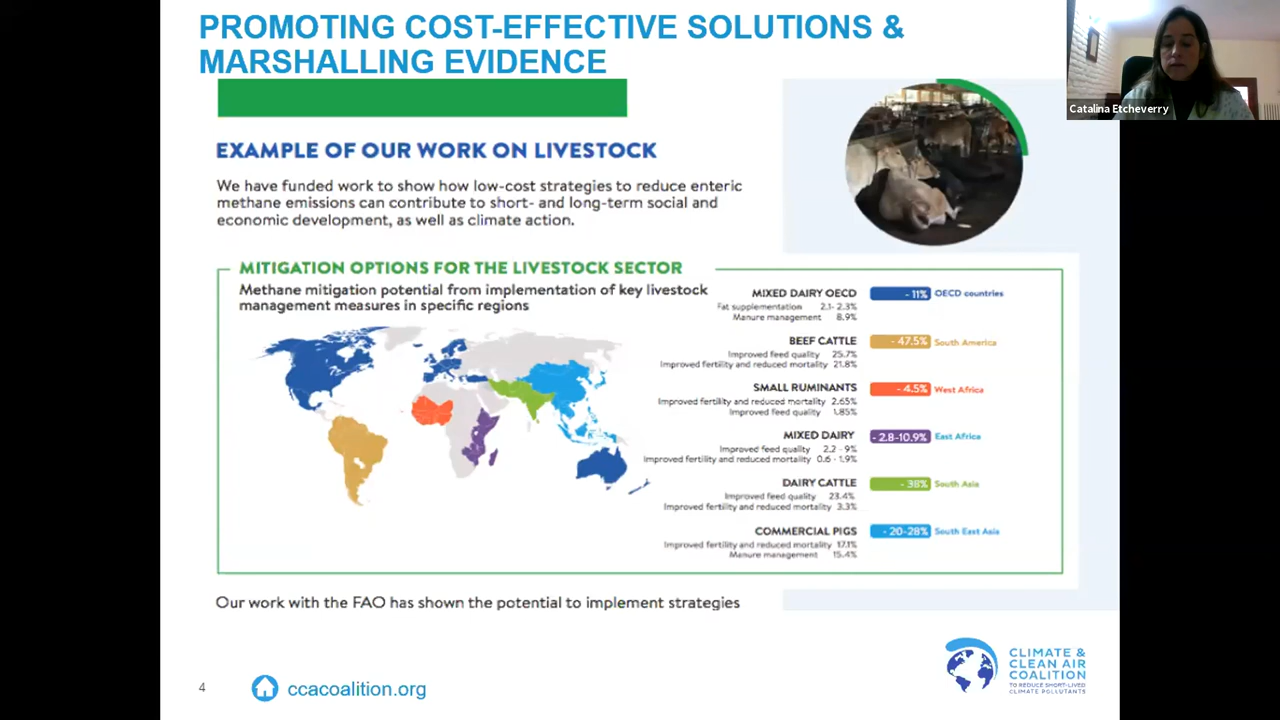 PROMOTING COST-EFFECTIVE SOLUTIONS &
MARSHALLING EVIDENCE
Catalina Etcheverry
EXAMPLE OF OUR WORK ON LIVESTOCK
We have funded work to show how low-cost strategies to reduce enteric
methane emissions can contribute to short- and long-term social and
economic development, as well as climate action.
MITIGATION OPTIONS FOR THE LIVESTOCK SECTOR
Methane mitigation potential from implementation of key livestock
management measures in specific regions
MIXED DAIRY OECD - 11% OECD countries
Fat supplementation 2.1- 2.3%
Manure management 8.9%
BEEF CATTLE - 47.5% South America
Improved feed quality 25.7%
Improved fertility and reduced mortality 21.8%
SMALL RUMINANTS - 4.5% West Africa
Improved fertility and reduced mortality 2.65%
Improved feed quality 1.85%
MIXED DAIRY - 2.8-10.9% East Africa
Improved feed quality 2.2 - 9%
Improved fertility and reduced mortality 0.6 - 1.9%
DAIRY CATTLE - 38% South Asia
Improved feed quality 23.4%
Improved fertility and reduced mortality 3.3%
COMMERCIAL PIGS - 20-28% South East Asia
Improved fertility and reduced mortality 17.1%
Manure management 15.4%
Our work with the FAO has shown the potential to implement strategies
4
ccacoalition.org
CLIMATE &
CLEAN AIR
COALITION
TO REDUCE SHORT-LIVED
CLIMATE POLLUTANTS